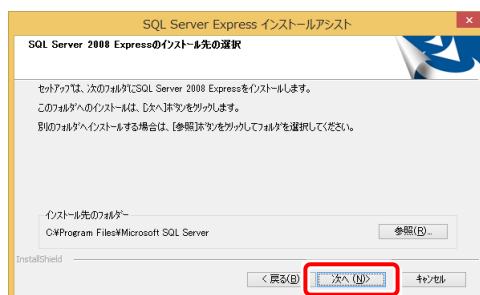 SQL Server Express インストールアシスト
SQL Server 2008 Expressのインストール先の選択
セットアップは、次のフォルダにSQL Server 2008 Expressをインストールします。
このフォルダへのインストールは、[次へ]ボタンをクリックします。
別のフォルダへインストールする場合は、[参照]ボタンをクリックしてフォルダを選択してください。
インストール先のフォルダー
C:¥Program Files¥Microsoft SQL Server
参照(R)...
InstallShield
< 戻る(B)
次へ (N)>
キャンセル